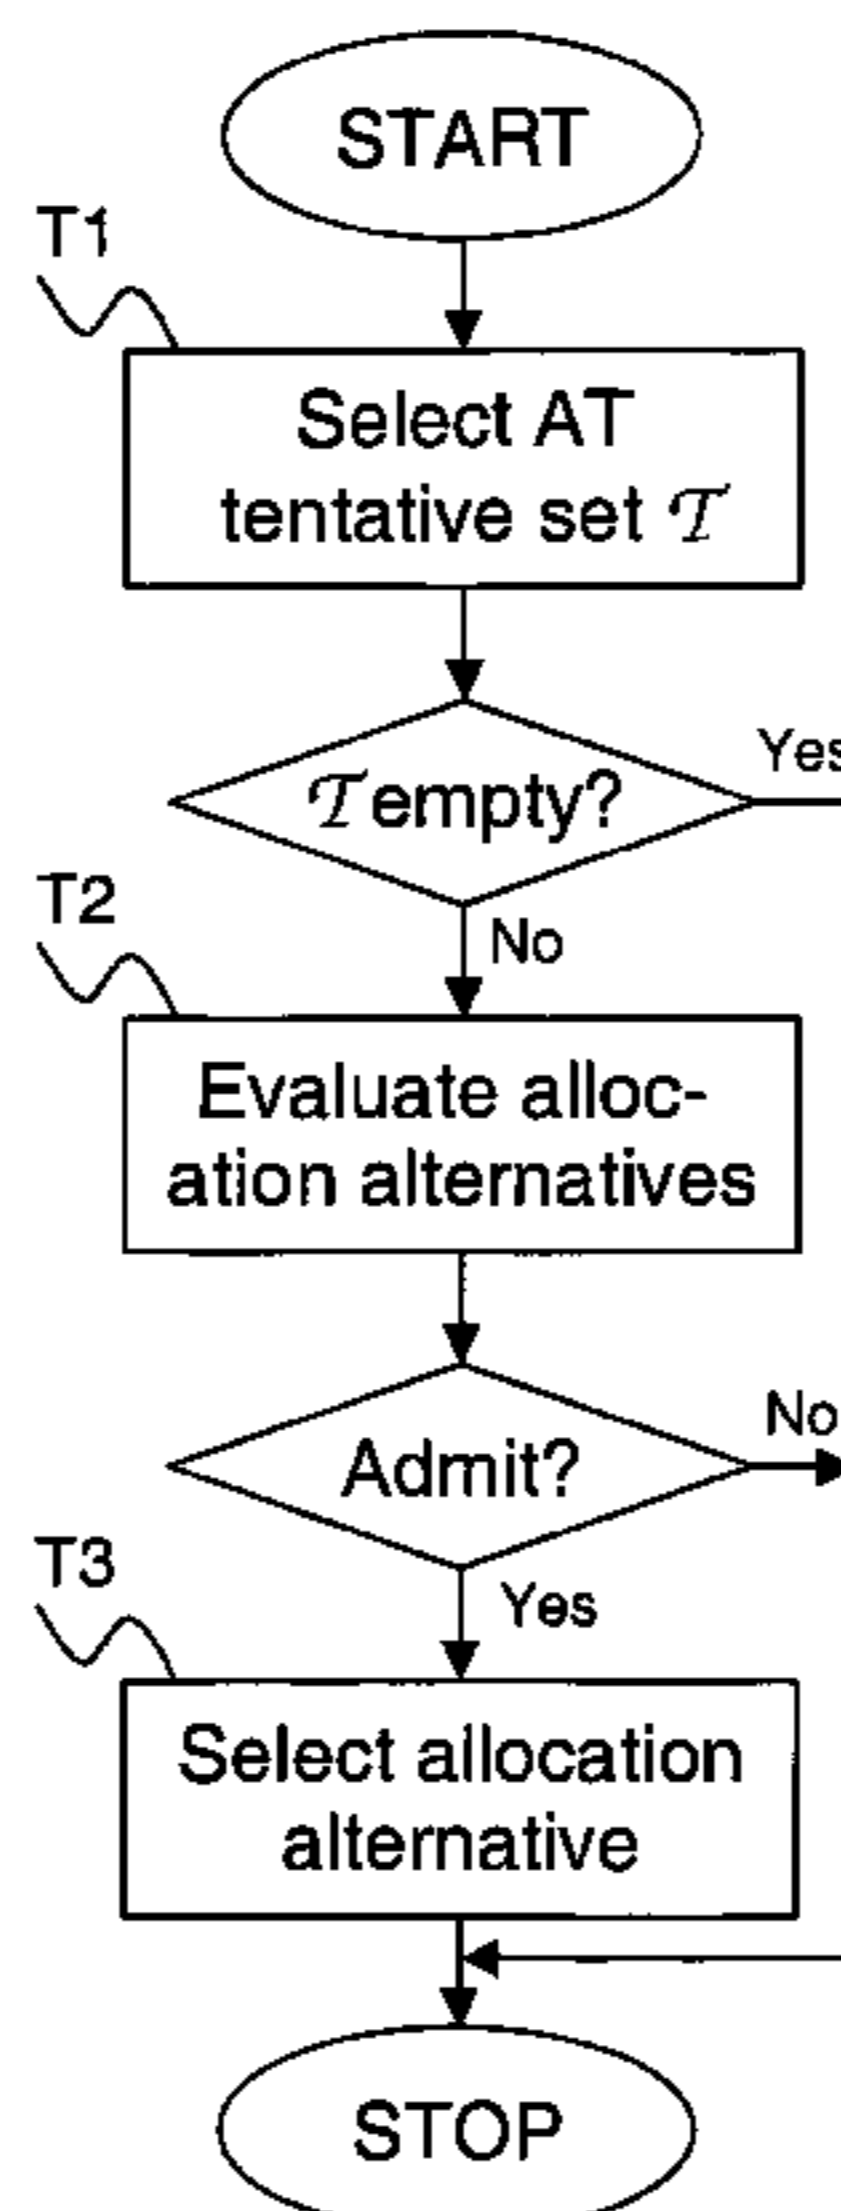 START
T1
Select AT
tentative set 𝒯
Yes
𝒯 empty?
T2
No
Evaluate alloc-
ation alternatives
No
Admit?
T3
Yes
Select allocation
alternative
STOP